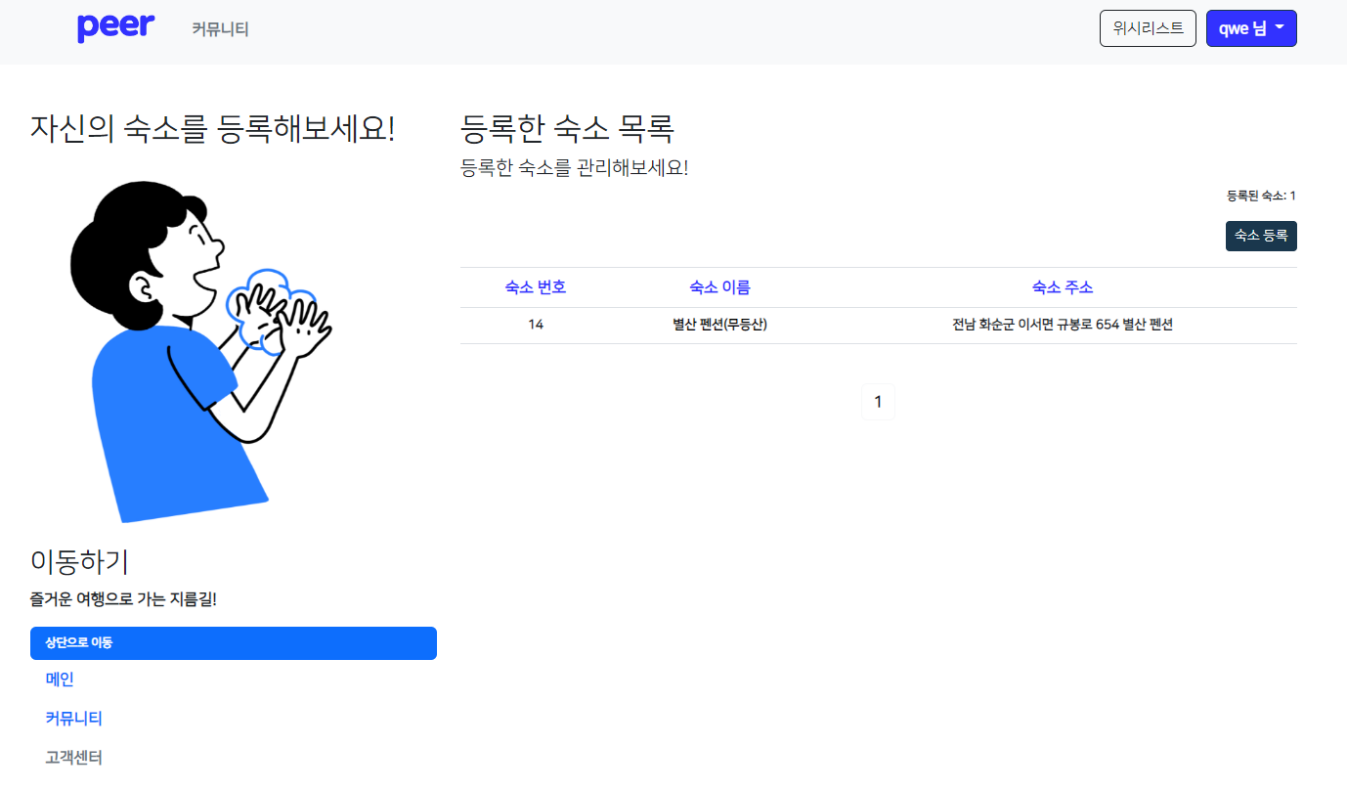 peer
커뮤니티
위시리스트
qwe 님
자신의 숙소를 등록해보세요!
등록한 숙소 목록
등록한 숙소를 관리해보세요!
등록된 숙소: 1
숙소 등록
숙소 번호 숙소 이름 숙소 주소
14 별산 펜션(무등산) 전남 화순군 이서면 규봉로 654 별산 펜션
1
이동하기
즐거운 여행으로 가는 지름길!
상단으로 이동
메인
커뮤니티
고객센터